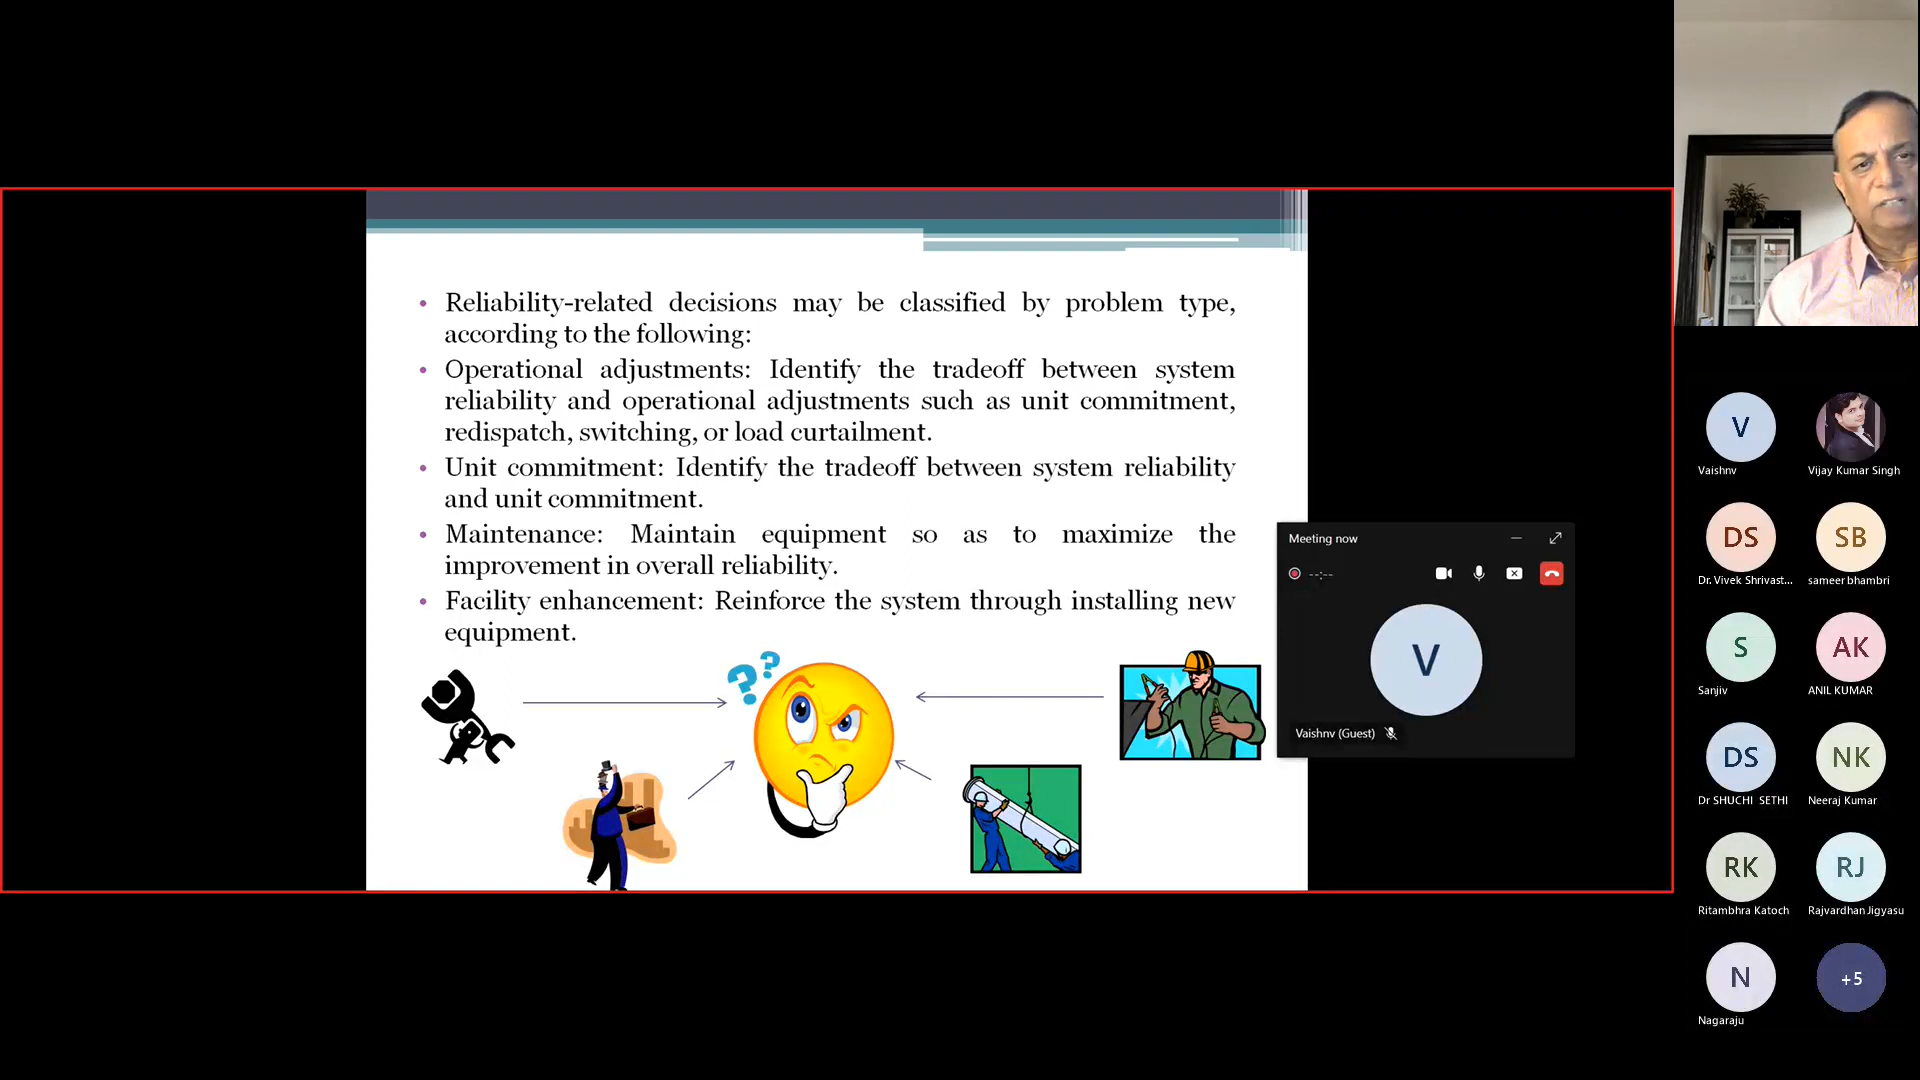 • Reliability-related decisions may be classified by problem type,
according to the following:
• Operational adjustments: Identify the tradeoff between system
reliability and operational adjustments such as unit commitment,
redispatch, switching, or load curtailment.
• Unit commitment: Identify the tradeoff between system reliability
and unit commitment.
• Maintenance: Maintain equipment so as to maximize the
improvement in overall reliability.
• Facility enhancement: Reinforce the system through installing new
equipment.
? ?
Meeting now
--:--
V
Vaishnv (Guest)
V
Vaishnv
Vijay Kumar Singh
DS
SB
Dr. Vivek Shrivast...
sameer bhambri
S
AK
Sanjiv
ANIL KUMAR
DS
NK
Dr SHUCHI SETHI
Neeraj Kumar
RK
RJ
Ritambhra Katoch
Rajvardhan Jigyasu
N
+5
Nagaraju